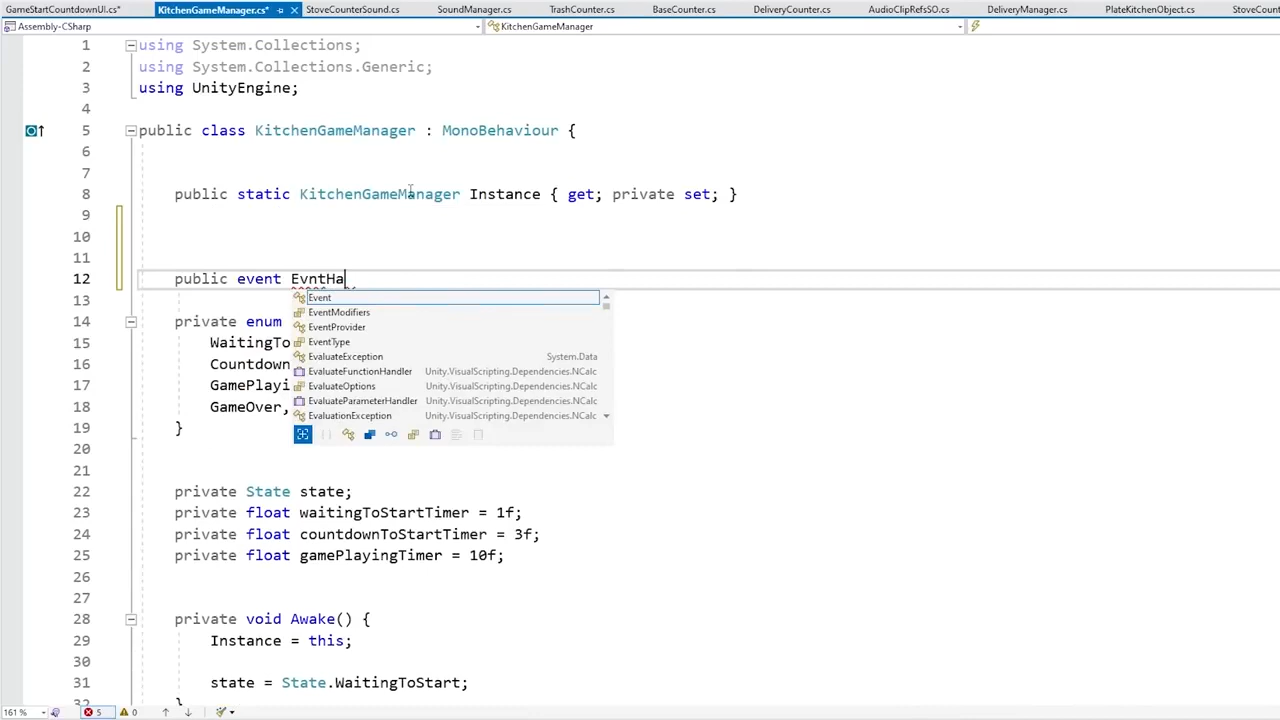 GameStartCountdownUI.cs* KitchenGameManager.cs* StoveCounterSound.cs SoundManager.cs TrashCounter.cs BaseCounter.cs DeliveryCounter.cs AudioClipRefsSO.cs DeliveryManager.cs PlateKitchenObject.cs StoveCount
Assembly-CSharp KitchenGameManager
1 using System.Collections;
2 using System.Collections.Generic;
3 using UnityEngine;
4
5 public class KitchenGameManager : MonoBehaviour {
6
7
8 public static KitchenGameManager Instance { get; private set; }
9
10
11
12 public event EvntHa
13
Event
EventModifiers
EventProvider
EventType
EvaluateException System.Data
EvaluateFunctionHandler Unity.VisualScripting.Dependencies.NCalc
EvaluateOptions Unity.VisualScripting.Dependencies.NCalc
EvaluateParameterHandler Unity.VisualScripting.Dependencies.NCalc
EvaluationException Unity.VisualScripting.Dependencies.NCalc
14 private enum
15 WaitingTo
16 Countdown
17 GamePlayi
18 GameOver,
19 }
20
21
22 private State state;
23 private float waitingToStartTimer = 1f;
24 private float countdownToStartTimer = 3f;
25 private float gamePlayingTimer = 10f;
26
27
28 private void Awake() {
29 Instance = this;
30
31 state = State.WaitingToStart;
32 }
161 % 5 0